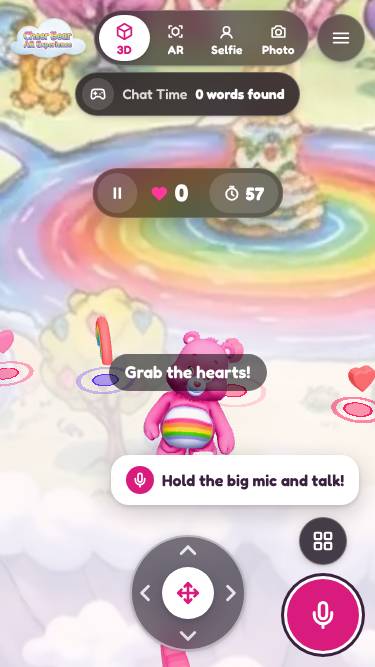 Cheer Bear
AR Experience
3D
AR
Selfie
Photo
Chat Time 0 words found
0
57
Grab the hearts!
Hold the big mic and talk!